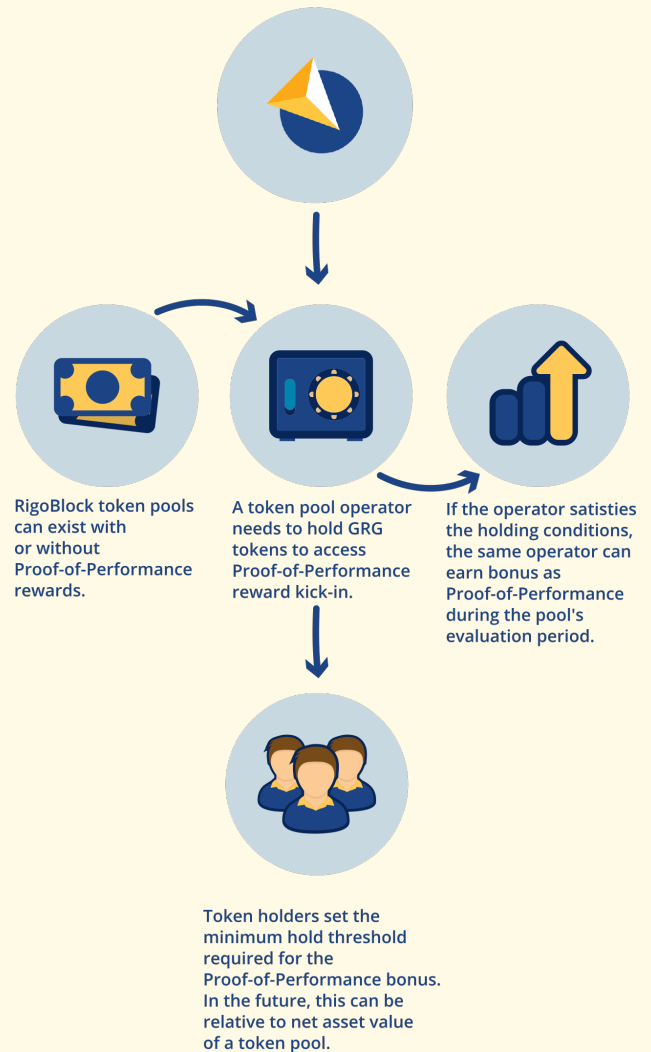 RigoBlock token pools
can exist with
or without
Proof-of-Performance
rewards.
A token pool operator
needs to hold GRG
tokens to access
Proof-of-Performance
reward kick-in.
If the operator satisties
the holding conditions,
the same operator can
earn bonus as
Proof-of-Performance
during the pool's
evaluation period.
Token holders set the
minimum hold threshold
required for the
Proof-of-Performance bonus.
In the future, this can be
relative to net asset value
of a token pool.